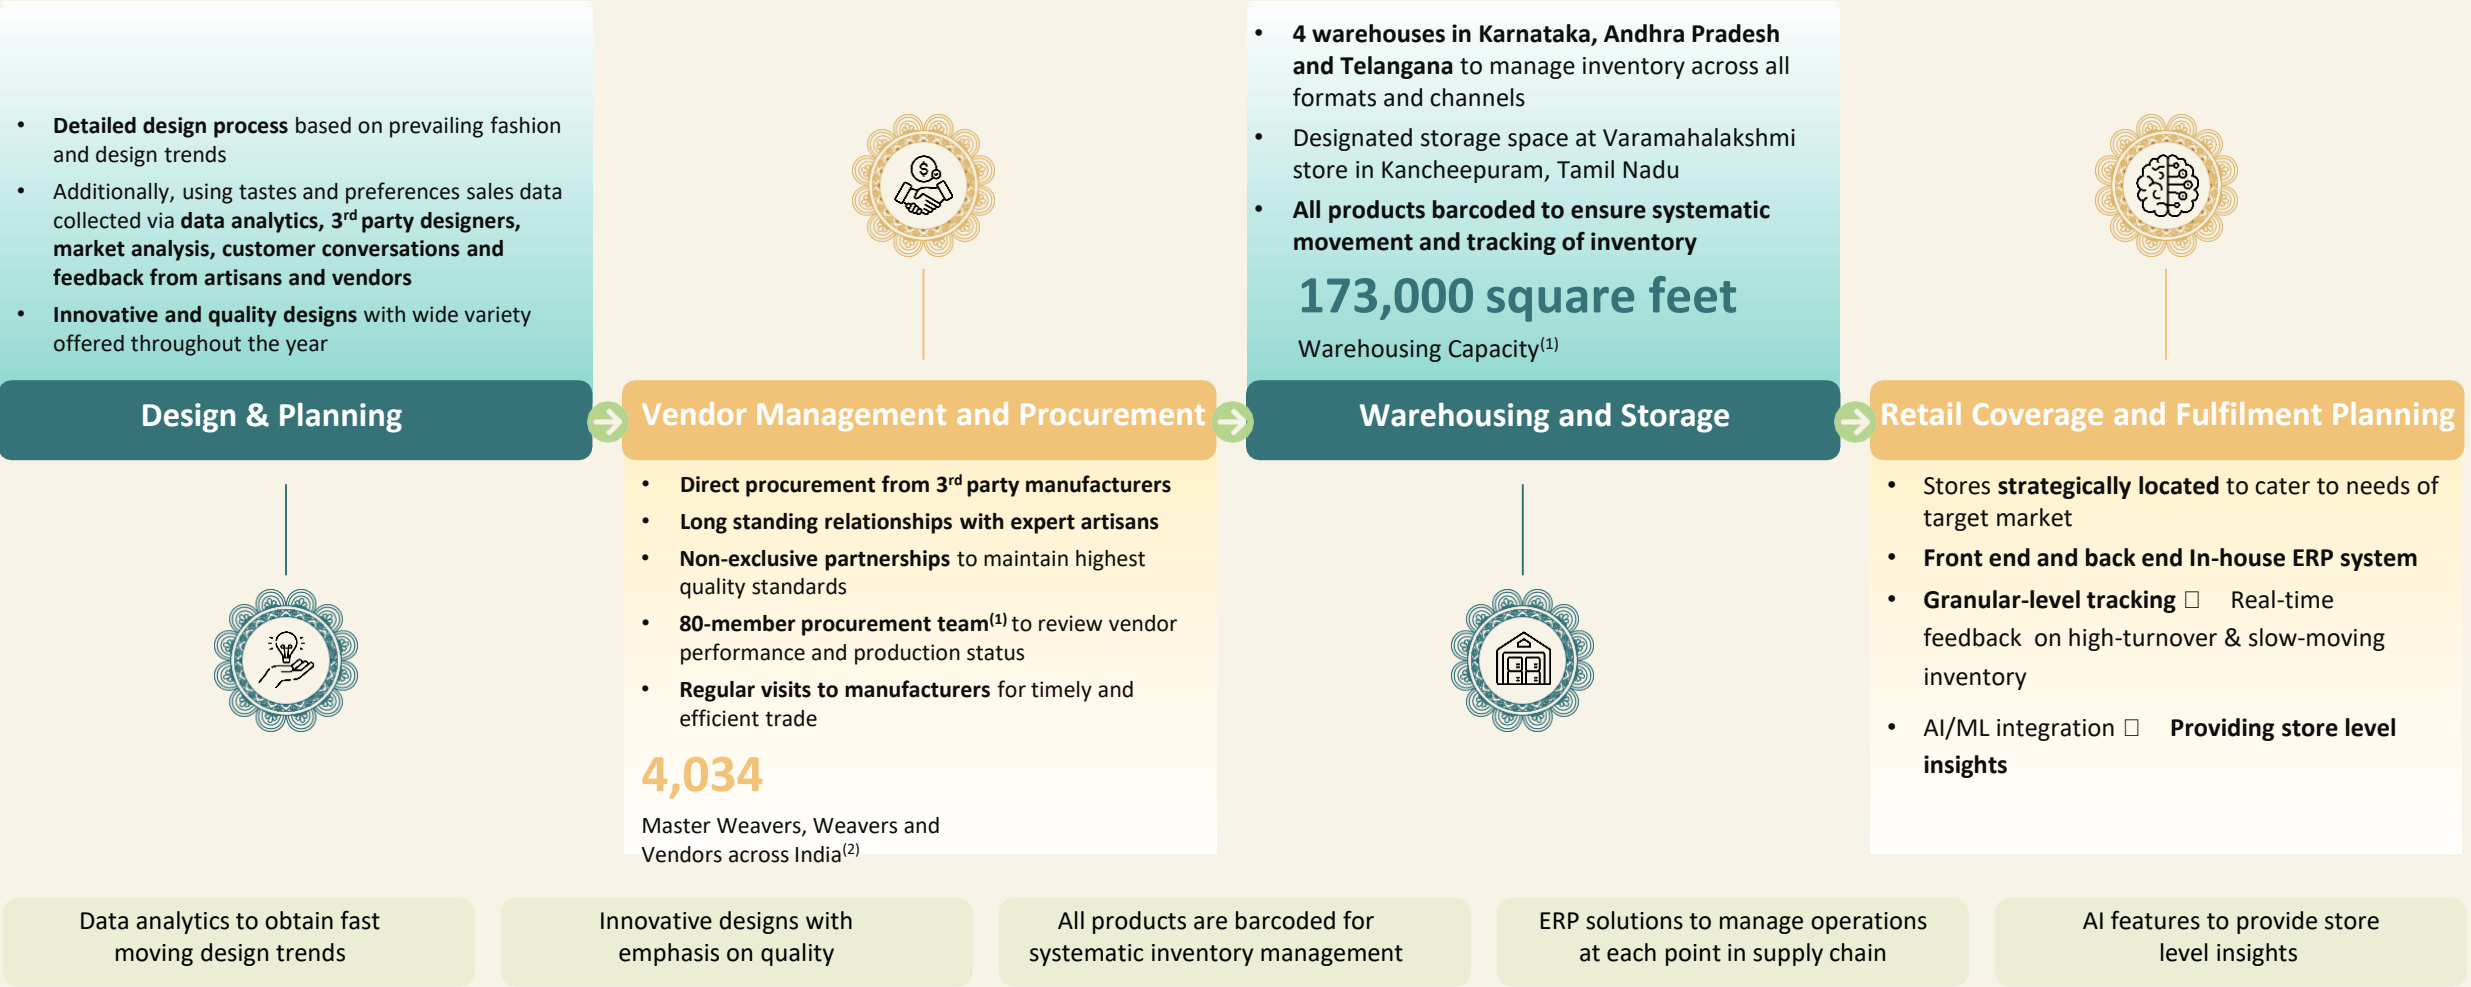 • Detailed design process based on prevailing fashion
and design trends
• Additionally, using tastes and preferences sales data
collected via data analytics, 3rd party designers,
market analysis, customer conversations and
feedback from artisans and vendors
• Innovative and quality designs with wide variety
offered throughout the year
Design & Planning
Vendor Management and Procurement
• Direct procurement from 3rd party manufacturers
• Long standing relationships with expert artisans
• Non-exclusive partnerships to maintain highest
quality standards
• 80-member procurement team(1) to review vendor
performance and production status
• Regular visits to manufacturers for timely and
efficient trade
4,034
Master Weavers, Weavers and
Vendors across India(2)
• 4 warehouses in Karnataka, Andhra Pradesh
and Telangana to manage inventory across all
formats and channels
• Designated storage space at Varamahalakshmi
store in Kancheepuram, Tamil Nadu
• All products barcoded to ensure systematic
movement and tracking of inventory
173,000 square feet
Warehousing Capacity(1)
Warehousing and Storage
Retail Coverage and Fulfilment Planning
• Stores strategically located to cater to needs of
target market
• Front end and back end In-house ERP system
• Granular-level tracking □ Real-time
feedback on high-turnover & slow-moving
inventory
• AI/ML integration □ Providing store level
insights
Data analytics to obtain fast
moving design trends
Innovative designs with
emphasis on quality
All products are barcoded for
systematic inventory management
ERP solutions to manage operations
at each point in supply chain
AI features to provide store
level insights